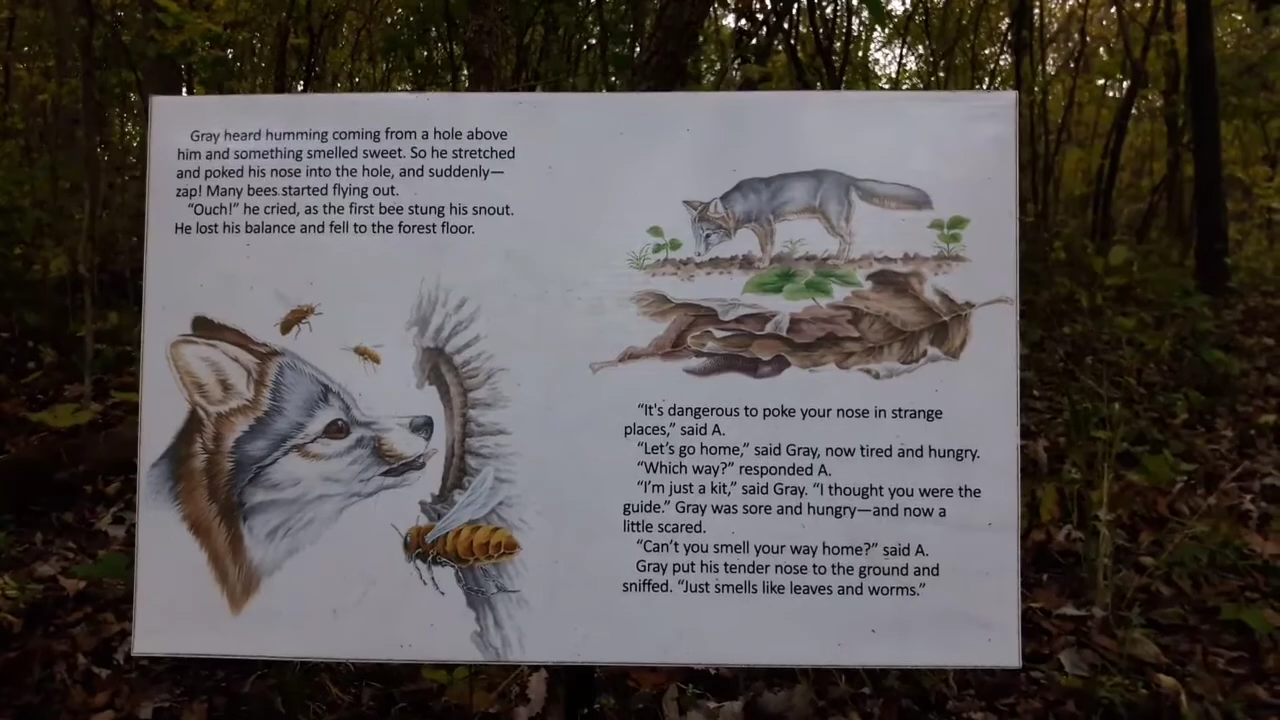 Gray heard humming coming from a hole above
him and something smelled sweet. So he stretched
and poked his nose into the hole, and suddenly—
zap! Many bees started flying out.
“Ouch!” he cried, as the first bee stung his snout.
He lost his balance and fell to the forest floor.
“It's dangerous to poke your nose in strange
places,” said A.
“Let’s go home,” said Gray, now tired and hungry.
“Which way?” responded A.
“I’m just a kit,” said Gray. “I thought you were the
guide.” Gray was sore and hungry—and now a
little scared.
“Can’t you smell your way home?” said A.
Gray put his tender nose to the ground and
sniffed. “Just smells like leaves and worms.”